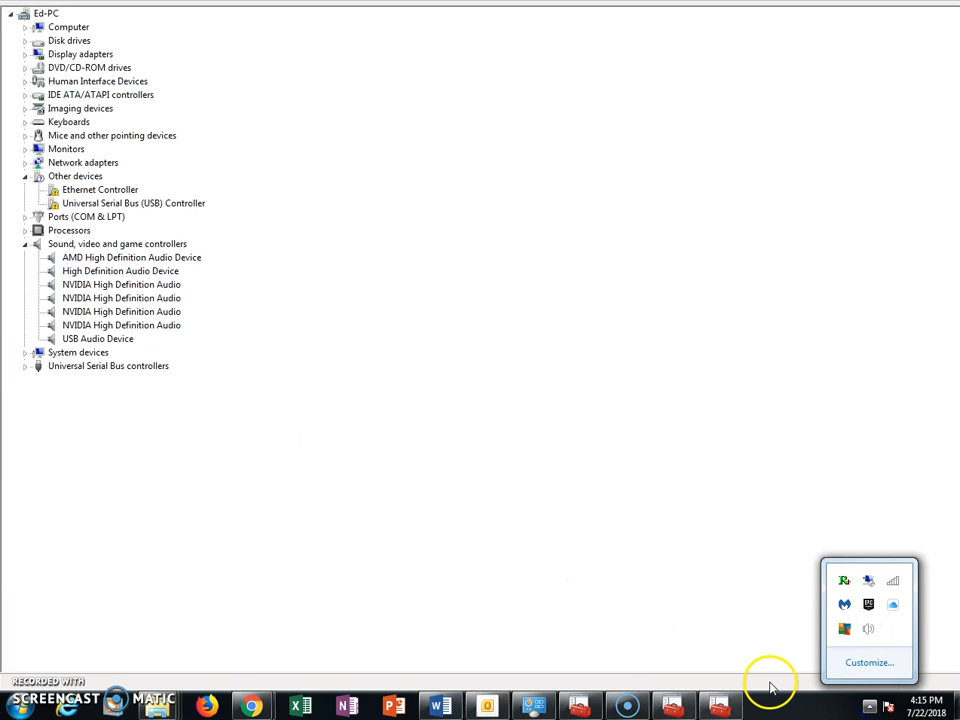 Ed-PC
Computer
Disk drives
Display adapters
DVD/CD-ROM drives
Human Interface Devices
IDE ATA/ATAPI controllers
Imaging devices
Keyboards
Mice and other pointing devices
Monitors
Network adapters
Other devices
Ethernet Controller
Universal Serial Bus (USB) Controller
Ports (COM & LPT)
Processors
Sound, video and game controllers
AMD High Definition Audio Device
High Definition Audio Device
NVIDIA High Definition Audio
NVIDIA High Definition Audio
NVIDIA High Definition Audio
NVIDIA High Definition Audio
USB Audio Device
System devices
Universal Serial Bus controllers
Customize...
RECORDED WITH
SCREENCAST MATIC
4:15 PM
7/22/2018